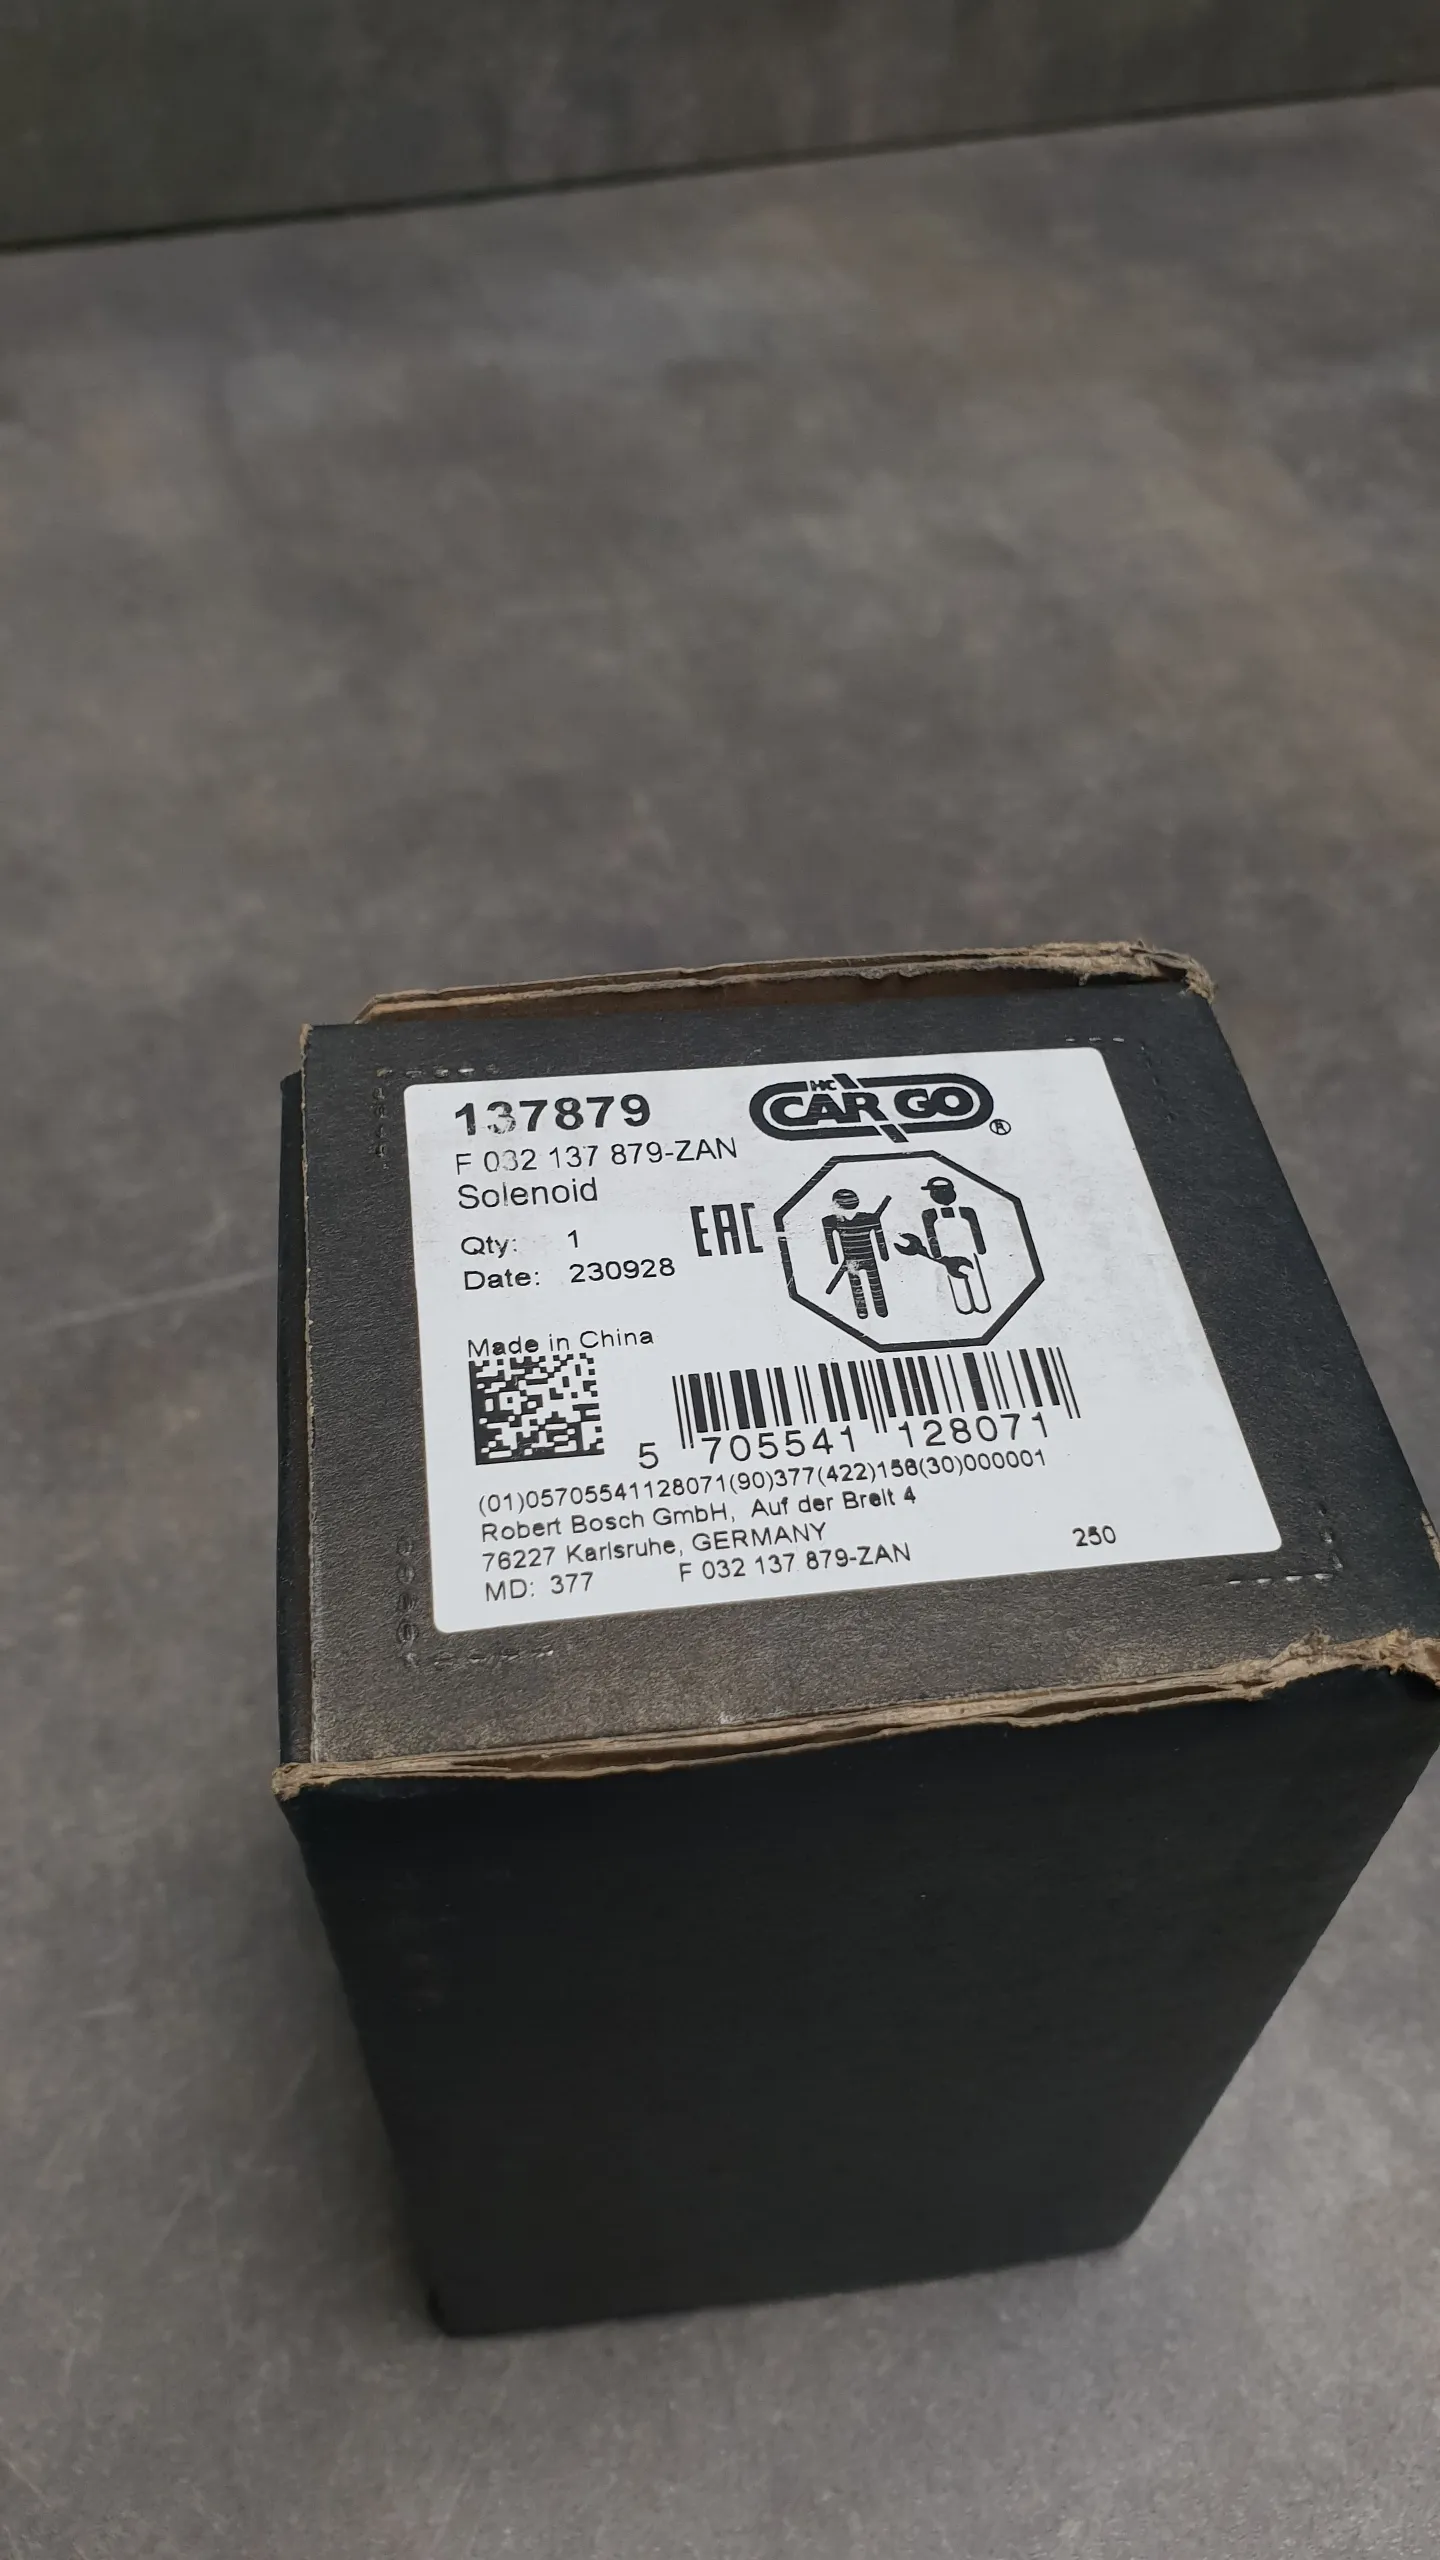 137879
HC
CARGO ®
F 032 137 879-ZAN
Solenoid
Qty: 1
EAC
Date: 230928
Made in China
5 705541 128071
(01)05705541128071(90)377(422)156(30)000001
Robert Bosch GmbH, Auf der Breit 4
76227 Karlsruhe, GERMANY
MD: 377 F 032 137 879-ZAN 250